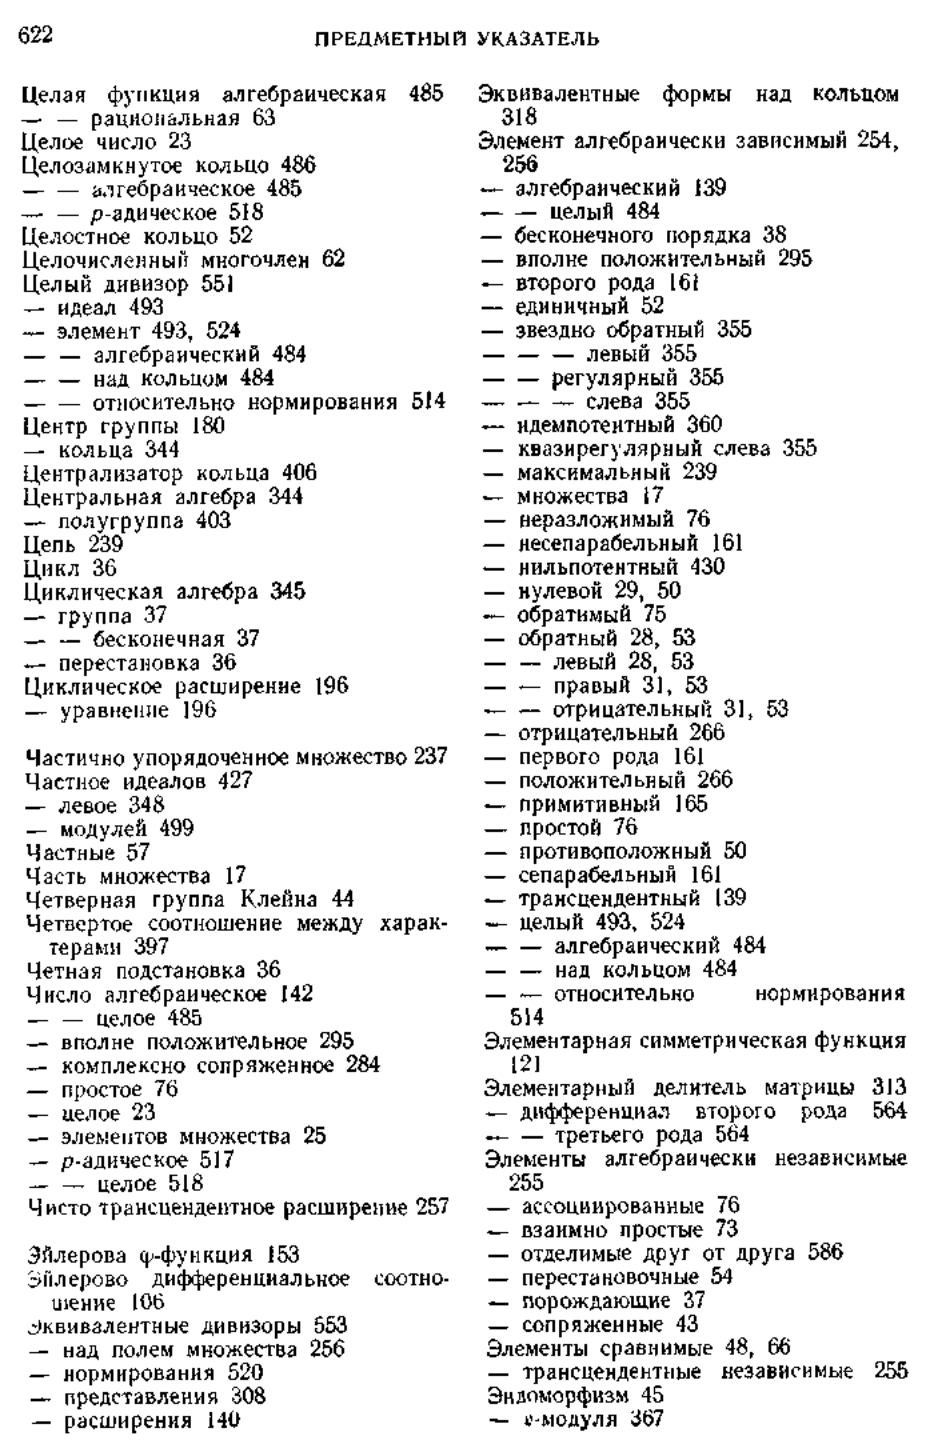 622
ПРЕДМЕТНЫЙ УКАЗАТЕЛЬ
Целая функция алгебраическая 485
— — рациональная 63
Целое число 23
Целозамкнутое кольцо 486
— — алгебраическое 485
— — p-адическое 518
Целостное кольцо 52
Целочисленный многочлен 62
Целый дивизор 551
— идеал 493
— элемент 493, 524
— — алгебраический 484
— — над кольцом 484
— — относительно нормирования 514
Центр группы 180
— кольца 344
Централизатор кольца 406
Центральная алгебра 344
— полугруппа 403
Цепь 239
Цикл 36
Циклическая алгебра 345
— группа 37
— — бесконечная 37
— перестановка 36
Циклическое расширение 196
— уравнение 196
Частично упорядоченное множество 237
Частное идеалов 427
— левое 348
— модулей 499
Частные 57
Часть множества 17
Четверная группа Клейна 44
Четвертое соотношение между харак-
терами 397
Четная подстановка 36
Число алгебраическое 142
— — целое 485
— вполне положительное 295
— комплексно сопряженное 284
— простое 76
— целое 23
— элементов множества 25
— p-адическое 517
— — целое 518
Чисто трансцендентное расширение 257
Эйлерова φ-функция 153
Эйлерово дифференциальное соотно-
шение 106
Эквивалентные дивизоры 553
— над полем множества 256
— нормирования 520
— представления 308
— расширения 140
Эквивалентные формы над кольцом
318
Элемент алгебраически зависимый 254,
256
— алгебраический 139
— — целый 484
— бесконечного порядка 38
— вполне положительный 295
— второго рода 161
— единичный 52
— звездно обратный 355
— — — левый 355
— — регулярный 355
— — — слева 355
— идемпотентный 360
— квазирегулярный слева 355
— максимальный 239
— множества 17
— неразложимый 76
— несепарабельный 161
— нильпотентный 430
— нулевой 29, 50
— обратимый 75
— обратный 28, 53
— — левый 28, 53
— — правый 31, 53
— — отрицательный 31, 53
— отрицательный 266
— первого рода 161
— положительный 266
— примитивный 165
— простой 76
— противоположный 50
— сепарабельный 161
— трансцендентный 139
— целый 493, 524
— — алгебраический 484
— — над кольцом 484
— — относительно нормирования
514
Элементарная симметрическая функция
121
Элементарный делитель матрицы 313
— дифференциал второго рода 564
— — третьего рода 564
Элементы алгебраически независимые
255
— ассоциированные 76
— взаимно простые 73
— отделимые друг от друга 586
— перестановочные 54
— порождающие 37
— сопряженные 43
Элементы сравнимые 48, 66
— трансцендентные независимые 255
Эндоморфизм 45
— 𝔬-модуля 367